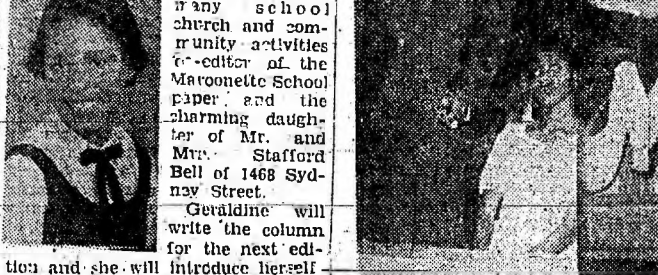 many school
church and com-
munity activities
co-editor of the
Maroonette School
paper and the
charming daugh-
ter of Mr. and
Mrs. Stafford
Bell of 1468 Syd-
ney Street.
Geraldine will
write the column
for the next edi-
tion and she will introduce herself